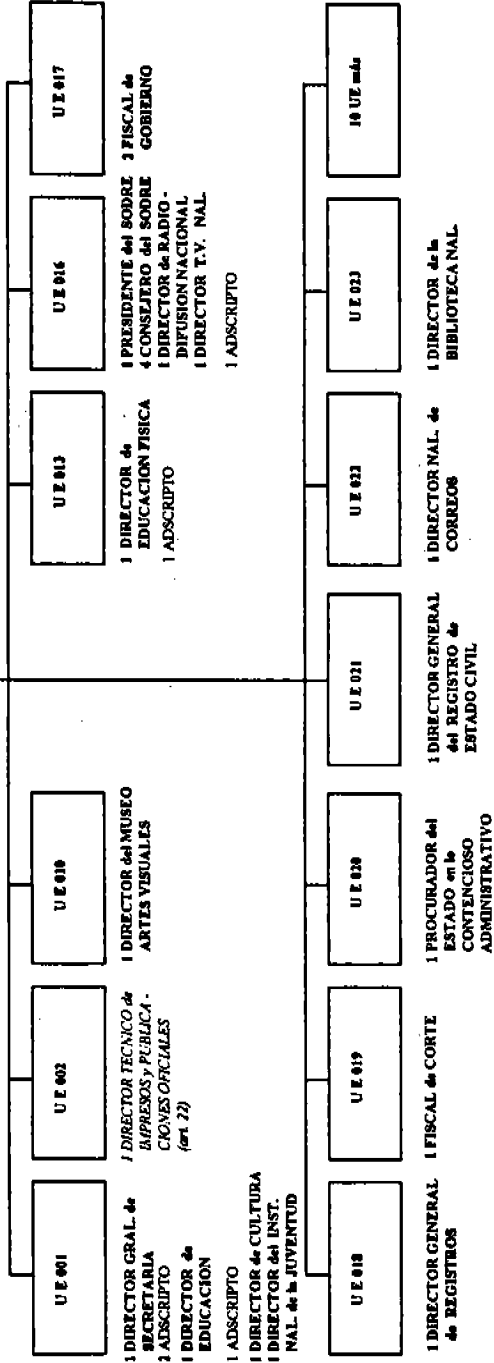 U E 001
1 DIRECTOR GRAL. de
SECRETARIA
2 ADSCRIPTO
1 DIRECTOR de
EDUCACION
1 ADSCRIPTO
1 DIRECTOR de CULTURA
1 DIRECTOR del INST.
NAL. de la JUVENTUD
U E 002
1 DIRECTOR TECNICO de
IMPRESOS y PUBLICA -
CIONES OFICIALES
(art. 22)
U E 010
1 DIRECTOR del MUSEO
ARTES VISUALES
U E 013
1 DIRECTOR de
EDUCACION FISICA
1 ADSCRIPTO
U E 016
1 PRESIDENTE del SODRE
4 CONSEJERO del SODRE
1 DIRECTOR de RADIO -
DIFUSION NACIONAL
1 DIRECTOR T.V. NAL.
1 ADSCRIPTO
U E 017
2 FISCAL de
GOBIERNO
U E 018
1 DIRECTOR GENERAL
de REGISTROS
U E 019
1 FISCAL de CORTE
U E 020
1 PROCURADOR del
ESTADO en lo
CONTENCIOSO
ADMINISTRATIVO
U E 021
1 DIRECTOR GENERAL
del REGISTRO de
ESTADO CIVIL
U E 022
1 DIRECTOR NAL. de
CORREOS
U E 023
1 DIRECTOR de la
BIBLIOTECA NAL.
10 UE más